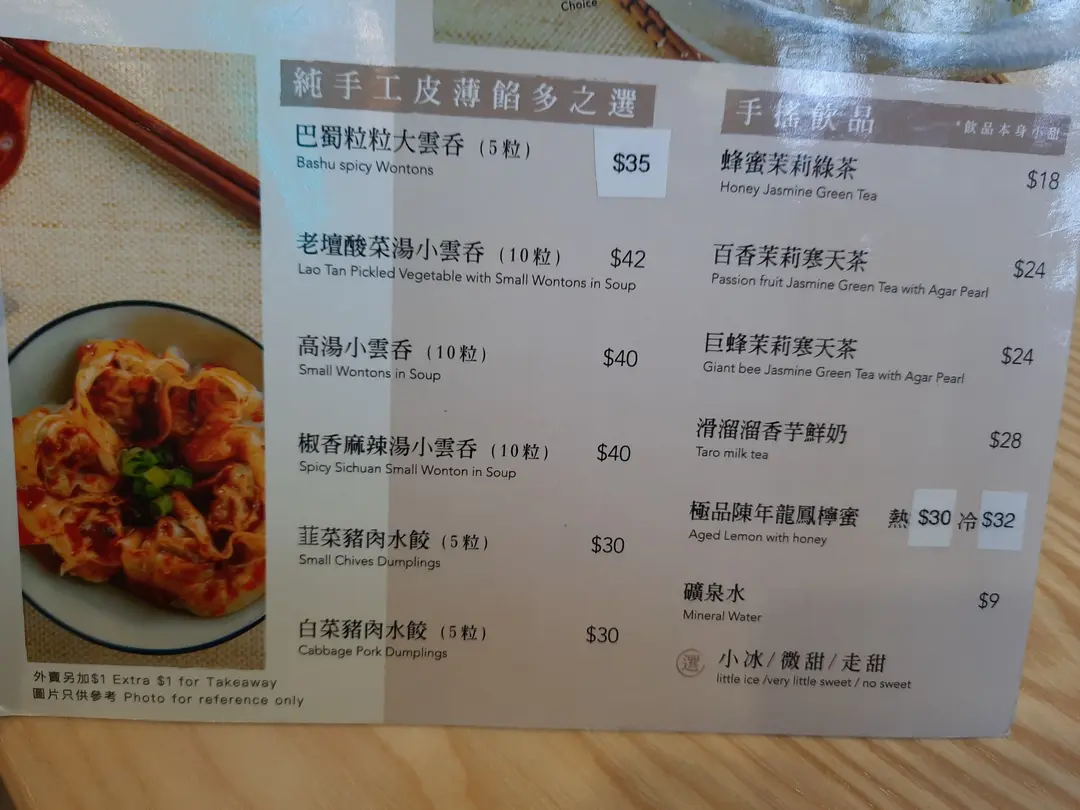 Choice
純手工皮薄餡多之選
巴蜀粒粒大雲吞 (5粒) $35
Bashu spicy Wontons
老壇酸菜湯小雲吞 (10粒) $42
Lao Tan Pickled Vegetable with Small Wontons in Soup
高湯小雲吞 (10粒) $40
Small Wontons in Soup
椒香麻辣湯小雲吞 (10粒) $40
Spicy Sichuan Small Wonton in Soup
韮菜豬肉水餃 (5粒) $30
Small Chives Dumplings
白菜豬肉水餃 (5粒) $30
Cabbage Pork Dumplings
外賣另加$1 Extra $1 for Takeaway
圖片只供參考 Photo for reference only
手搖飲品 *飲品本身小甜
蜂蜜茉莉綠茶 $18
Honey Jasmine Green Tea
百香茉莉寒天茶 $24
Passion fruit Jasmine Green Tea with Agar Pearl
巨蜂茉莉寒天茶 $24
Giant bee Jasmine Green Tea with Agar Pearl
滑溜溜香芋鮮奶 $28
Taro milk tea
極品陳年龍鳳檸蜜 熱 $30 冷 $32
Aged Lemon with honey
礦泉水 $9
Mineral Water
選 小冰/微甜/走甜
little ice /very little sweet / no sweet